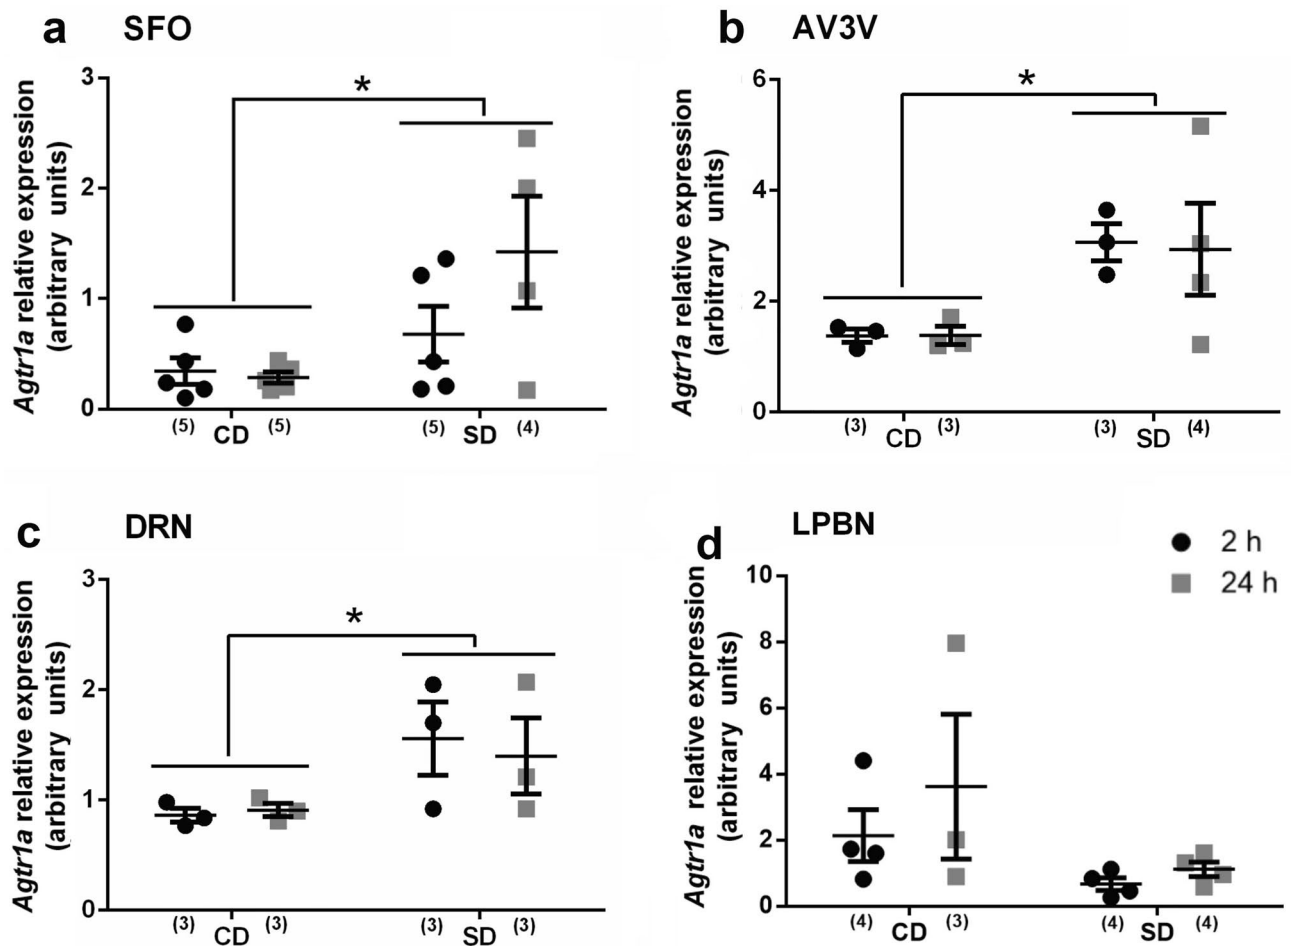 a SFO
Agtr1a relative expression
(arbitrary units)
3
2
1
0
*
(5) (5) (5) (4)
CD SD
b AV3V
Agtr1a relative expression
(arbitrary units)
6
4
2
0
*
(3) (3) (3) (4)
CD SD
c DRN
Agtr1a relative expression
(arbitrary units)
3
2
1
0
*
(3) (3) (3) (3)
CD SD
d LPBN
Agtr1a relative expression
(arbitrary units)
10
8
6
4
2
0
2 h
24 h
(4) (3) (4) (4)
CD SD